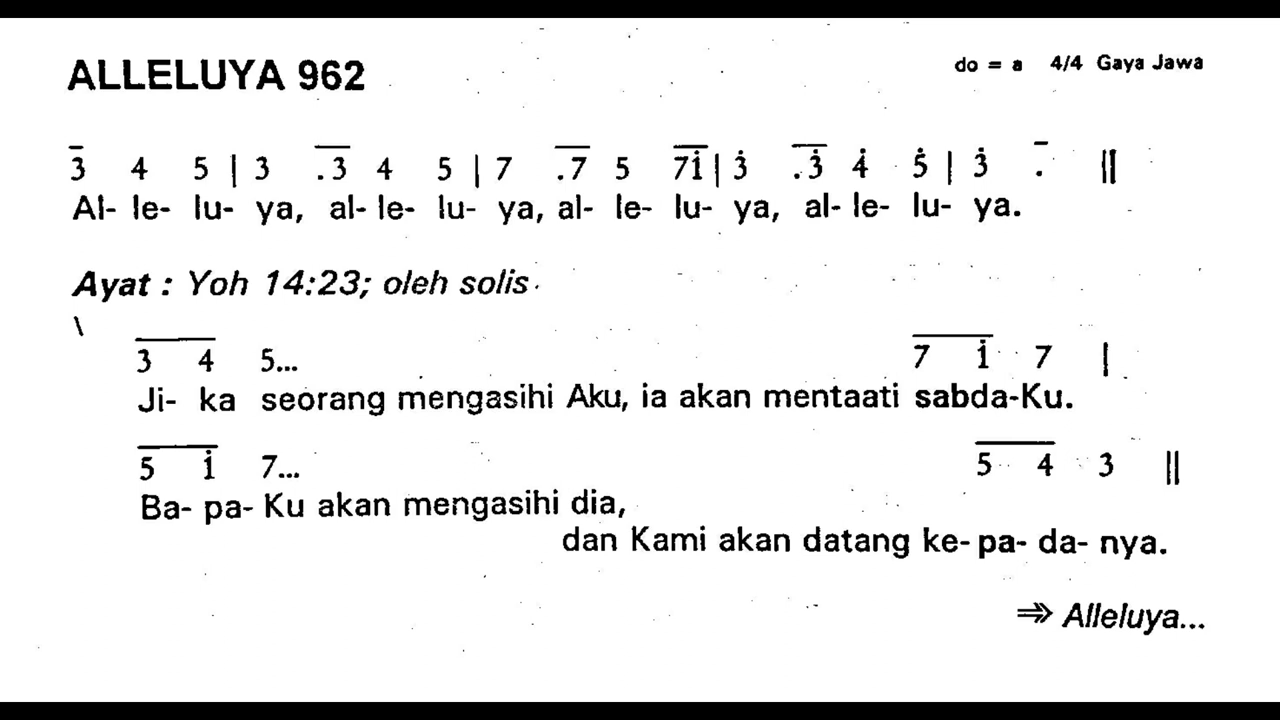 ALLELUYA 962
do = a 4/4 Gaya Jawa
3̅ 4 5 | 3 .̅3̅ 4 5 | 7 .̅7̅ 5 7̅i̅ | 3̇ .̅3̇̅ 4̇ 5̇ | 3̇ .̅ ||
Al- le- lu- ya, al- le- lu- ya, al- le- lu- ya, al- le- lu- ya.
Ayat : Yoh 14:23; oleh solis
3̅ 4̅ 5... 7̅ i̅ 7 |
Ji- ka seorang mengasihi Aku, ia akan mentaati sabda-Ku.
5̅ i̅ 7... 5̅ 4̅ 3 ||
Ba- pa- Ku akan mengasihi dia,
dan Kami akan datang ke- pa- da- nya.
⇒ Alleluya...